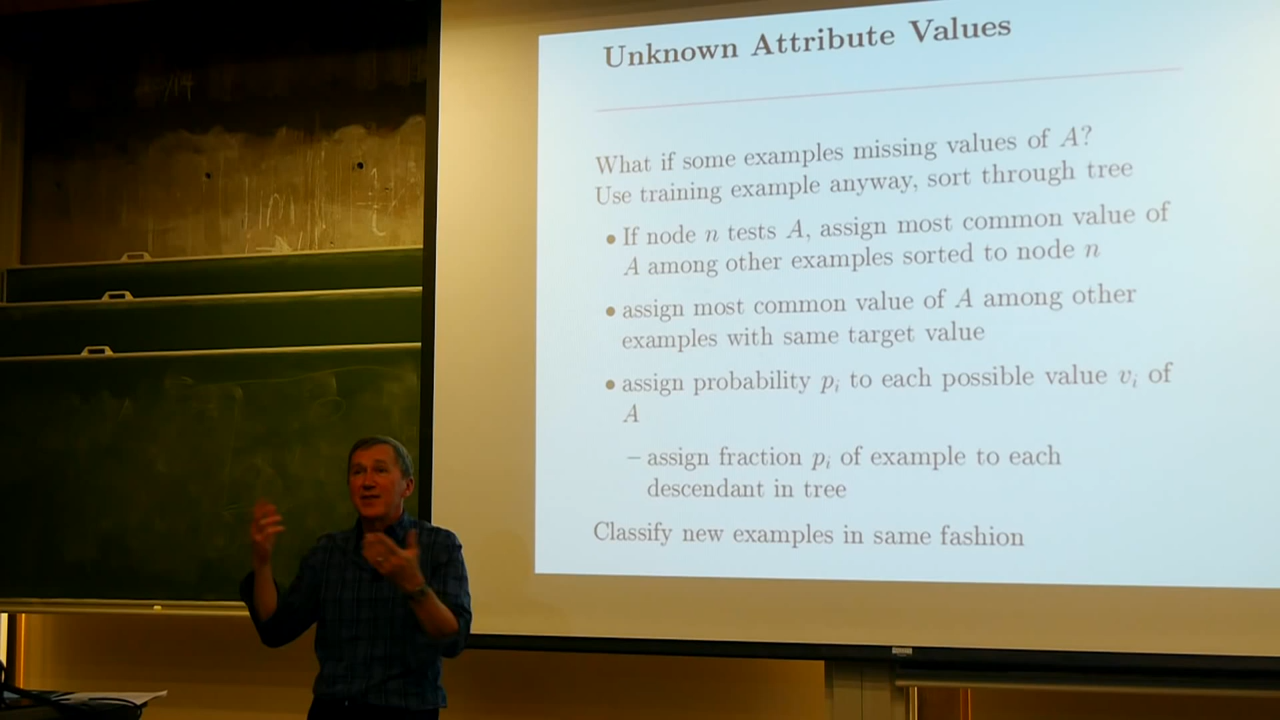 Unknown Attribute Values
What if some examples missing values of A?
Use training example anyway, sort through tree
• If node n tests A, assign most common value of
A among other examples sorted to node n
• assign most common value of A among other
examples with same target value
• assign probability pᵢ to each possible value vᵢ of
A
– assign fraction pᵢ of example to each
descendant in tree
Classify new examples in same fashion